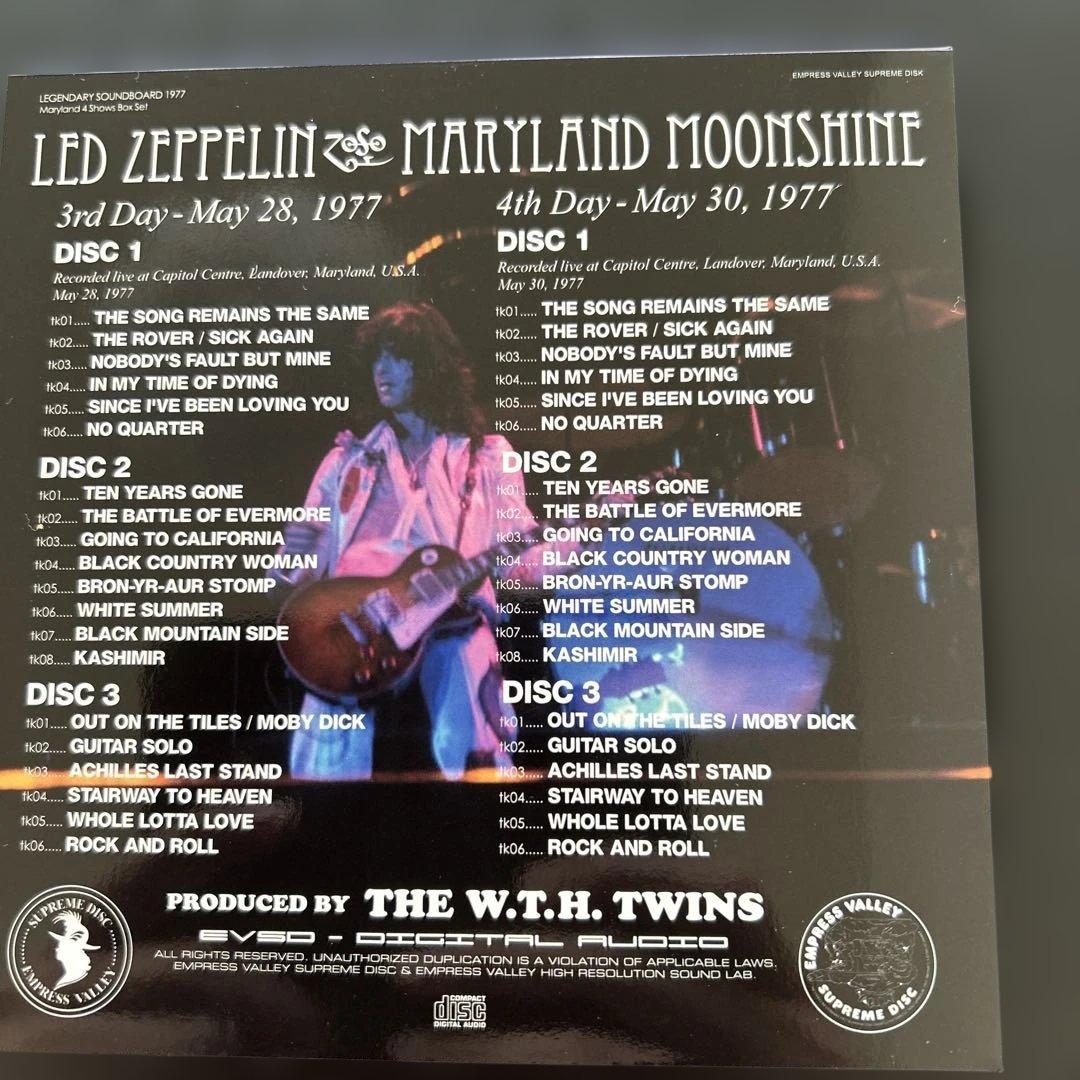 LEGENDARY SOUNDBOARD 1977
Maryland 4 Shows Box Set
EMPRESS VALLEY SUPREME DISK
LED ZEPPELIN ZOSO MARYLAND MOONSHINE
3rd Day - May 28, 1977
DISC 1
Recorded live at Capitol Centre, Landover, Maryland, U.S.A.
May 28, 1977
tk01..... THE SONG REMAINS THE SAME
tk02..... THE ROVER / SICK AGAIN
tk03..... NOBODY'S FAULT BUT MINE
tk04..... IN MY TIME OF DYING
tk05..... SINCE I'VE BEEN LOVING YOU
tk06..... NO QUARTER
DISC 2
tk01..... TEN YEARS GONE
tk02..... THE BATTLE OF EVERMORE
tk03..... GOING TO CALIFORNIA
tk04..... BLACK COUNTRY WOMAN
tk05..... BRON-YR-AUR STOMP
tk06..... WHITE SUMMER
tk07..... BLACK MOUNTAIN SIDE
tk08..... KASHIMIR
DISC 3
tk01..... OUT ON THE TILES / MOBY DICK
tk02..... GUITAR SOLO
tk03..... ACHILLES LAST STAND
tk04..... STAIRWAY TO HEAVEN
tk05..... WHOLE LOTTA LOVE
tk06..... ROCK AND ROLL
4th Day - May 30, 1977
DISC 1
Recorded live at Capitol Centre, Landover, Maryland, U.S.A.
May 30, 1977
tk01..... THE SONG REMAINS THE SAME
tk02..... THE ROVER / SICK AGAIN
tk03..... NOBODY'S FAULT BUT MINE
tk04..... IN MY TIME OF DYING
tk05..... SINCE I'VE BEEN LOVING YOU
tk06..... NO QUARTER
DISC 2
tk01..... TEN YEARS GONE
tk02..... THE BATTLE OF EVERMORE
tk03..... GOING TO CALIFORNIA
tk04..... BLACK COUNTRY WOMAN
tk05..... BRON-YR-AUR STOMP
tk06..... WHITE SUMMER
tk07..... BLACK MOUNTAIN SIDE
tk08..... KASHIMIR
DISC 3
tk01..... OUT ON THE TILES / MOBY DICK
tk02..... GUITAR SOLO
tk03..... ACHILLES LAST STAND
tk04..... STAIRWAY TO HEAVEN
tk05..... WHOLE LOTTA LOVE
tk06..... ROCK AND ROLL
SUPREME DISC
EMPRESS VALLEY
PRODUCED BY THE W.T.H. TWINS
EVSD - DIGITAL AUDIO
ALL RIGHTS RESERVED. UNAUTHORIZED DUPLICATION IS A VIOLATION OF APPLICABLE LAWS.
EMPRESS VALLEY SUPREME DISC & EMPRESS VALLEY HIGH RESOLUTION SOUND LAB.
COMPACT
disc
DIGITAL AUDIO
EMPRESS VALLEY
SUPREME DISC